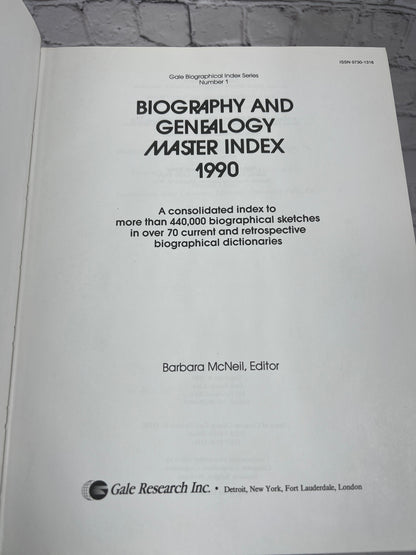 ISSN 0730-1316
Gale Biographical Index Series
Number 1
BIOGRAPHY AND
GENEALOGY
MASTER INDEX
1990
A consolidated index to
more than 440,000 biographical sketches
in over 70 current and retrospective
biographical dictionaries
Barbara McNeil, Editor
Gale Research Inc. • Detroit, New York, Fort Lauderdale, London